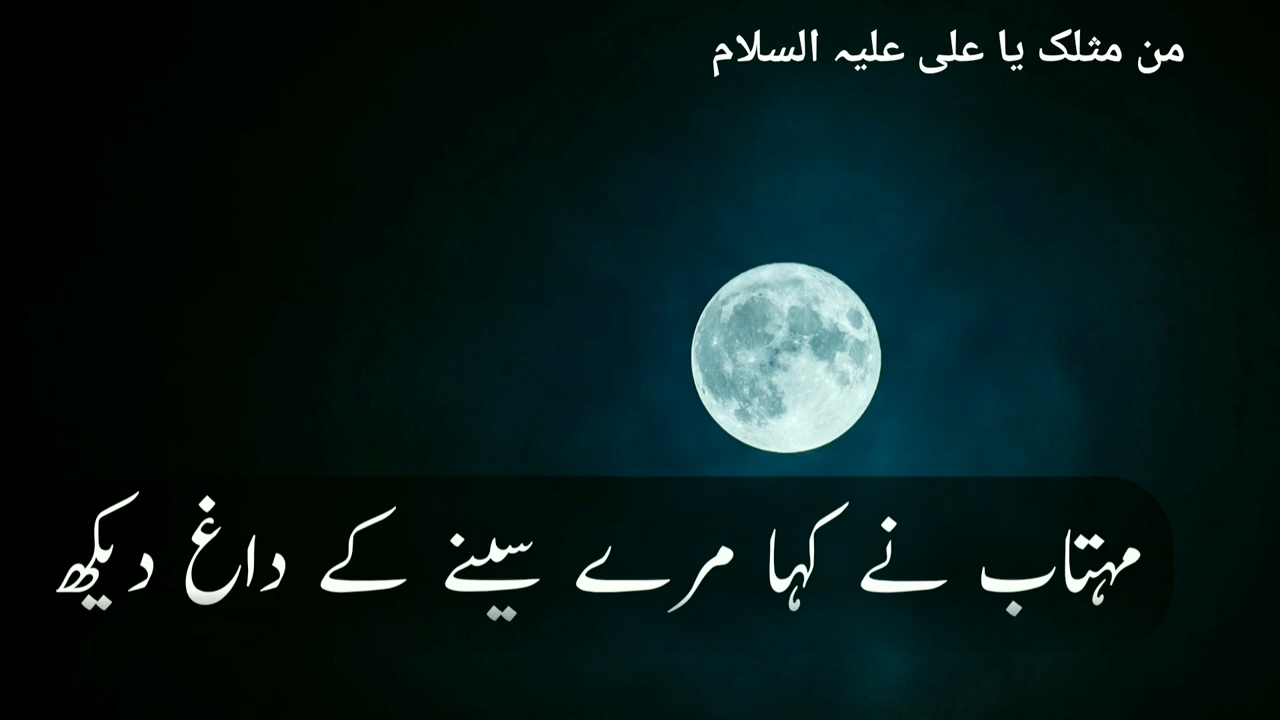 من مثلک یا علی علیہ السلام
مہتاب نے کہا مرے سینے کے داغ دیکھ